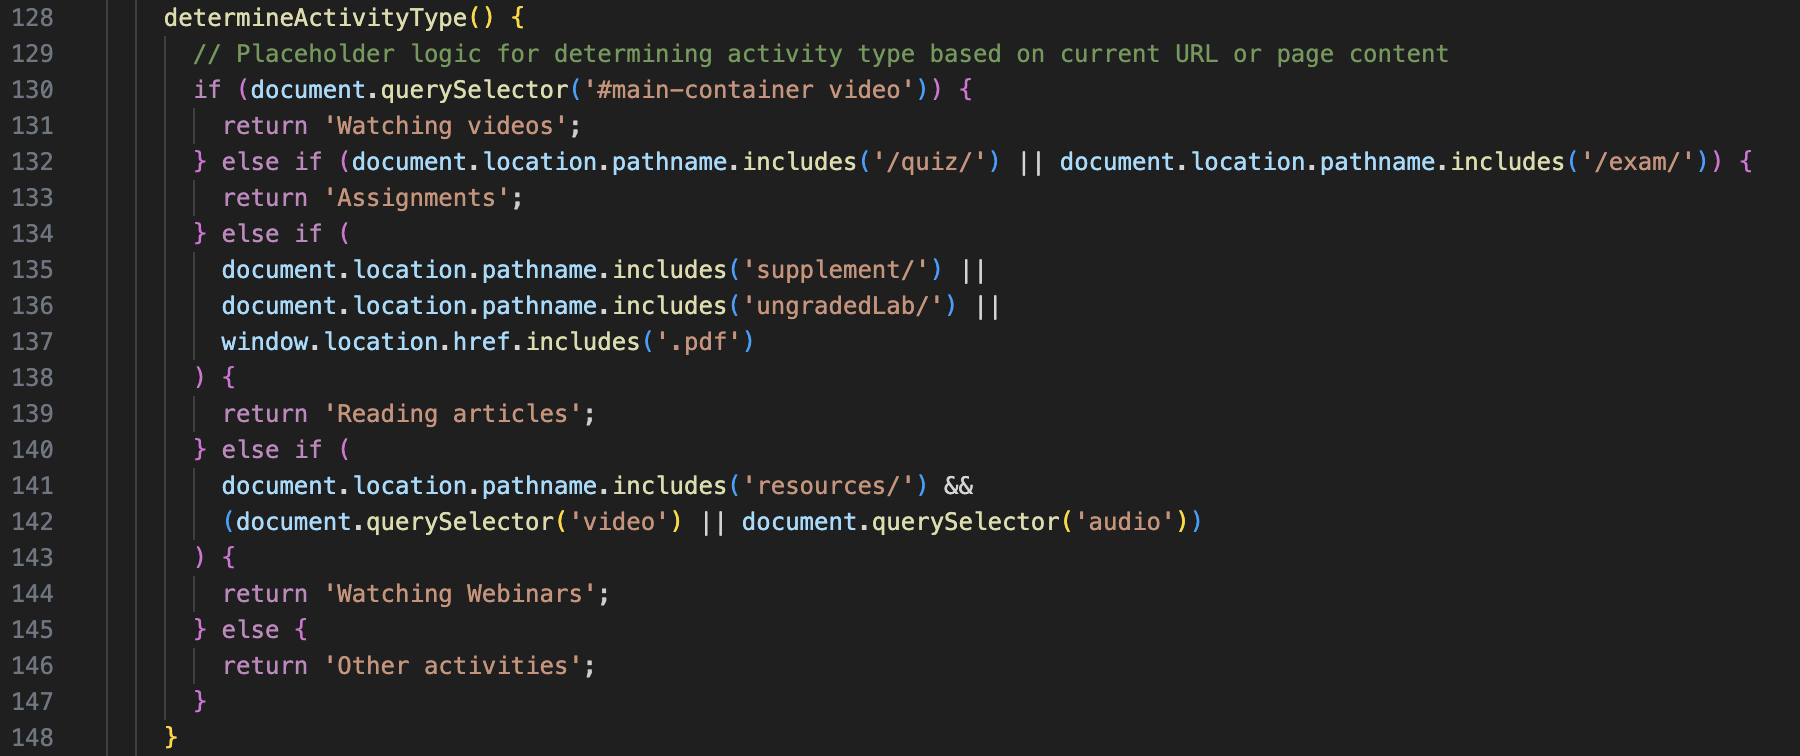 128 determineActivityType() {
129 // Placeholder logic for determining activity type based on current URL or page content
130 if (document.querySelector('#main-container video')) {
131 return 'Watching videos';
132 } else if (document.location.pathname.includes('/quiz/') || document.location.pathname.includes('/exam/')) {
133 return 'Assignments';
134 } else if (
135 document.location.pathname.includes('supplement/') ||
136 document.location.pathname.includes('ungradedLab/') ||
137 window.location.href.includes('.pdf')
138 ) {
139 return 'Reading articles';
140 } else if (
141 document.location.pathname.includes('resources/') &&
142 (document.querySelector('video') || document.querySelector('audio'))
143 ) {
144 return 'Watching Webinars';
145 } else {
146 return 'Other activities';
147 }
148 }